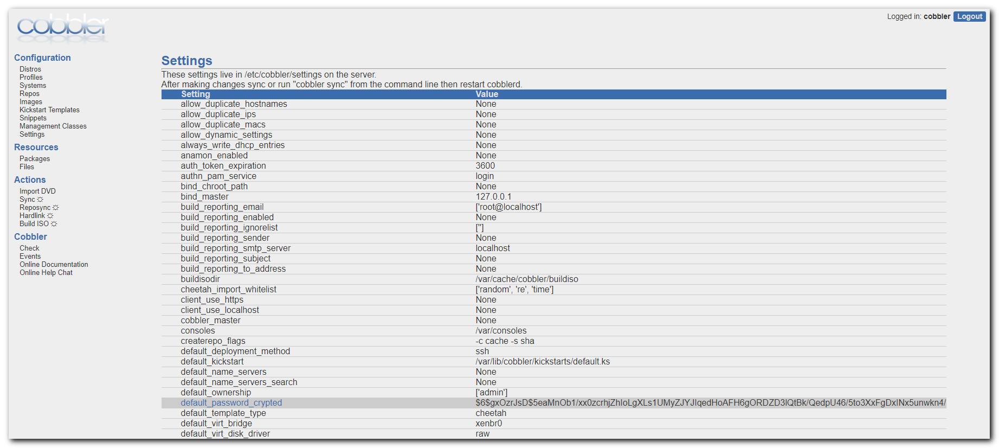 cobbler
Logged in: cobbler Logout
Configuration
Distros
Profiles
Systems
Repos
Images
Kickstart Templates
Snippets
Management Classes
Settings
Resources
Packages
Files
Actions
Import DVD
Sync
Reposync
Hardlink
Build ISO
Cobbler
Check
Events
Online Documentation
Online Help Chat
Settings
These settings live in /etc/cobbler/settings on the server.
After making changes sync or run "cobbler sync" from the command line then restart cobblerd.
Setting Value
allow_duplicate_hostnames None
allow_duplicate_ips None
allow_duplicate_macs None
allow_dynamic_settings None
always_write_dhcp_entries None
anamon_enabled None
auth_token_expiration 3600
authn_pam_service login
bind_chroot_path None
bind_master 127.0.0.1
build_reporting_email ['root@localhost']
build_reporting_enabled None
build_reporting_ignorelist ['']
build_reporting_sender None
build_reporting_smtp_server localhost
build_reporting_subject None
build_reporting_to_address None
buildisodir /var/cache/cobbler/buildiso
cheetah_import_whitelist ['random', 're', 'time']
client_use_https None
client_use_localhost None
cobbler_master None
consoles /var/consoles
createrepo_flags -c cache -s sha
default_deployment_method ssh
default_kickstart /var/lib/cobbler/kickstarts/default.ks
default_name_servers None
default_name_servers_search None
default_ownership ['admin']
default_password_crypted $6$gxOzrJsD$5eaMnOb1/xx0zcrhjZhIoLgXLs1UMyZJYJIqedHoAFH6gORDZD3IQtBk/QedpU46/5to3XxFgDxINx5unwkn4/
default_template_type cheetah
default_virt_bridge xenbr0
default_virt_disk_driver raw